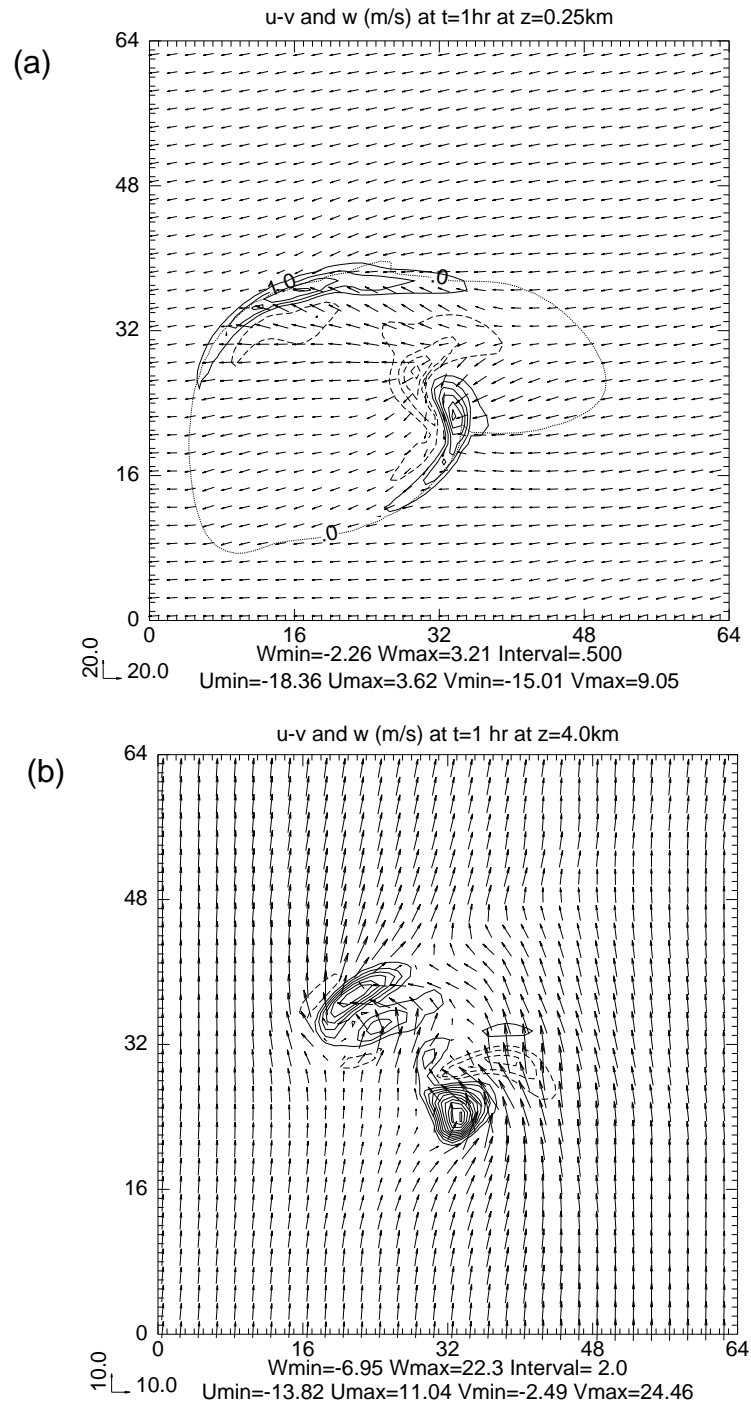 u-v and w (m/s) at t=1hr at z=0.25km
(a)
64
48
32
16
0
1.0
.0
.0
0 16 32 48 64
20.0
20.0
Wmin=-2.26 Wmax=3.21 Interval=.500
Umin=-18.36 Umax=3.62 Vmin=-15.01 Vmax=9.05
u-v and w (m/s) at t=1 hr at z=4.0km
(b)
64
48
32
16
0
0 16 32 48 64
10.0
10.0
Wmin=-6.95 Wmax=22.3 Interval= 2.0
Umin=-13.82 Umax=11.04 Vmin=-2.49 Vmax=24.46